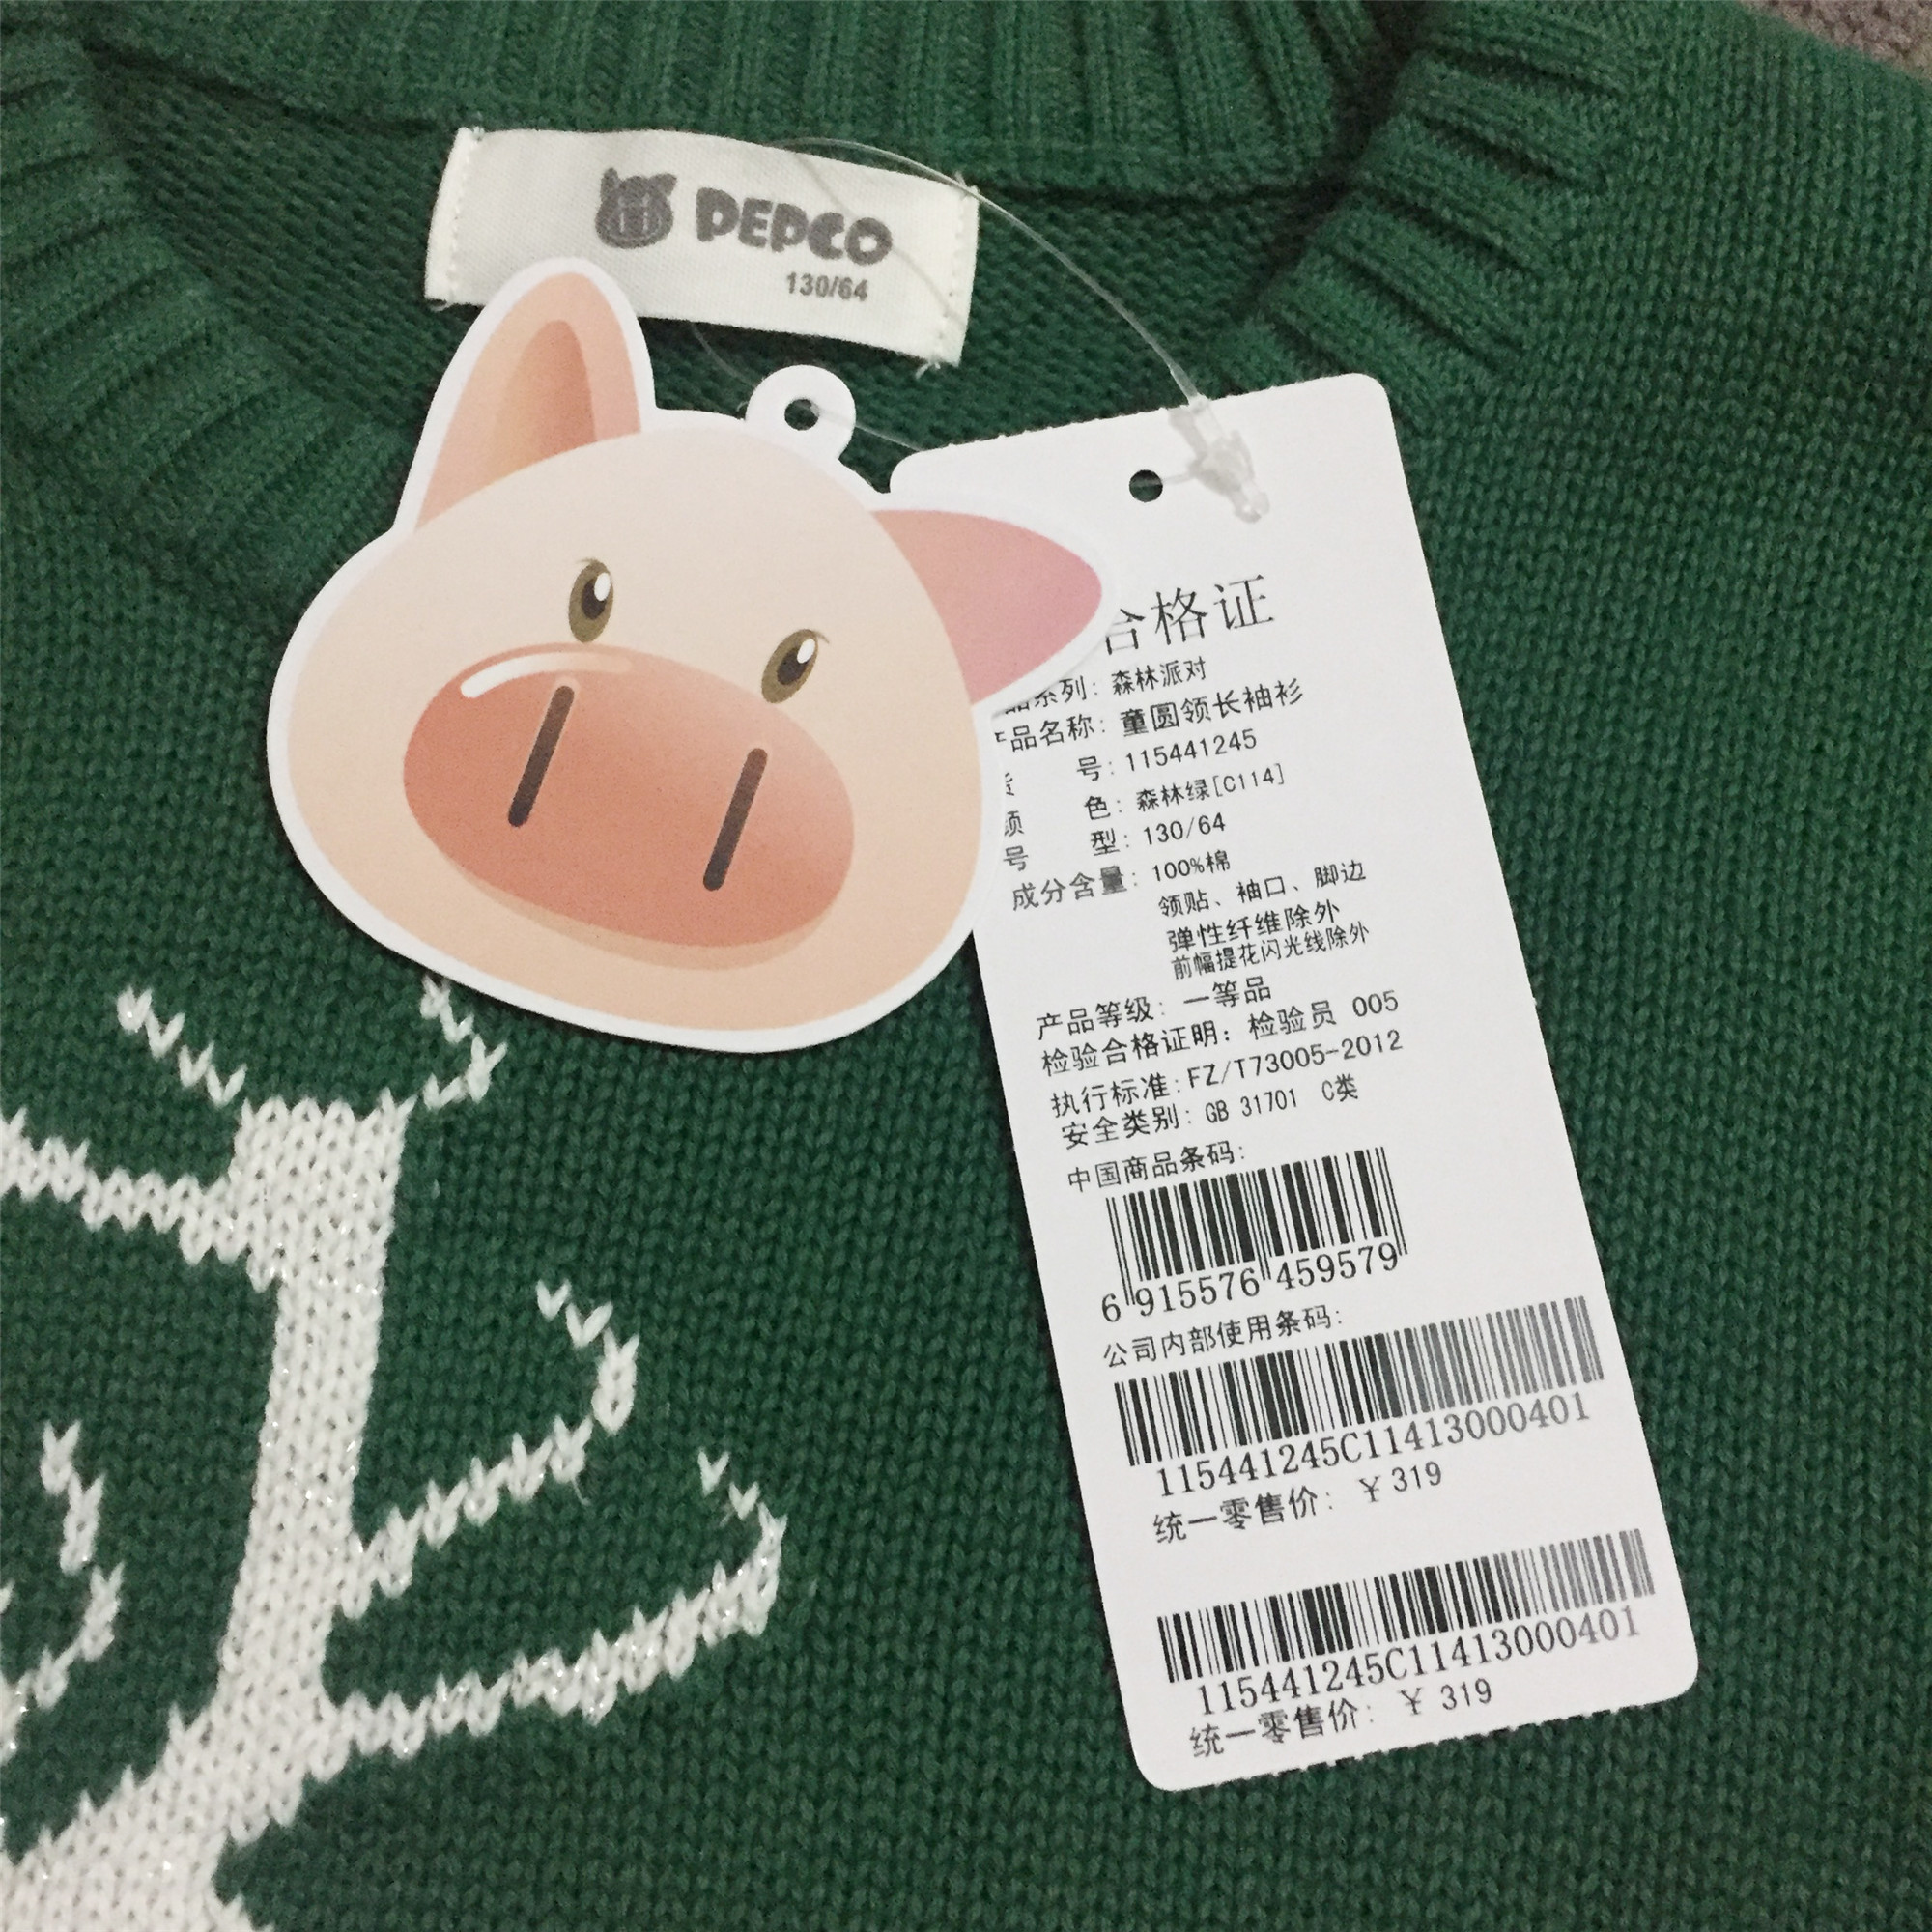 PEPCO
130/64
合格证
品系列：森林派对
产品名称：童圆领长袖衫
货 号：115441245
颜 色：森林绿[C114]
号 型：130/64
成分含量：100%棉
领贴、袖口、脚边
弹性纤维除外
前幅提花闪光线除外
产品等级：一等品
检验合格证明：检验员 005
执行标准：FZ/T73005-2012
安全类别：GB 31701 C类
中国商品条码：
6 915576 459579
公司内部使用条码：
115441245C11413000401
统一零售价：￥319
115441245C11413000401
统一零售价：￥ 319